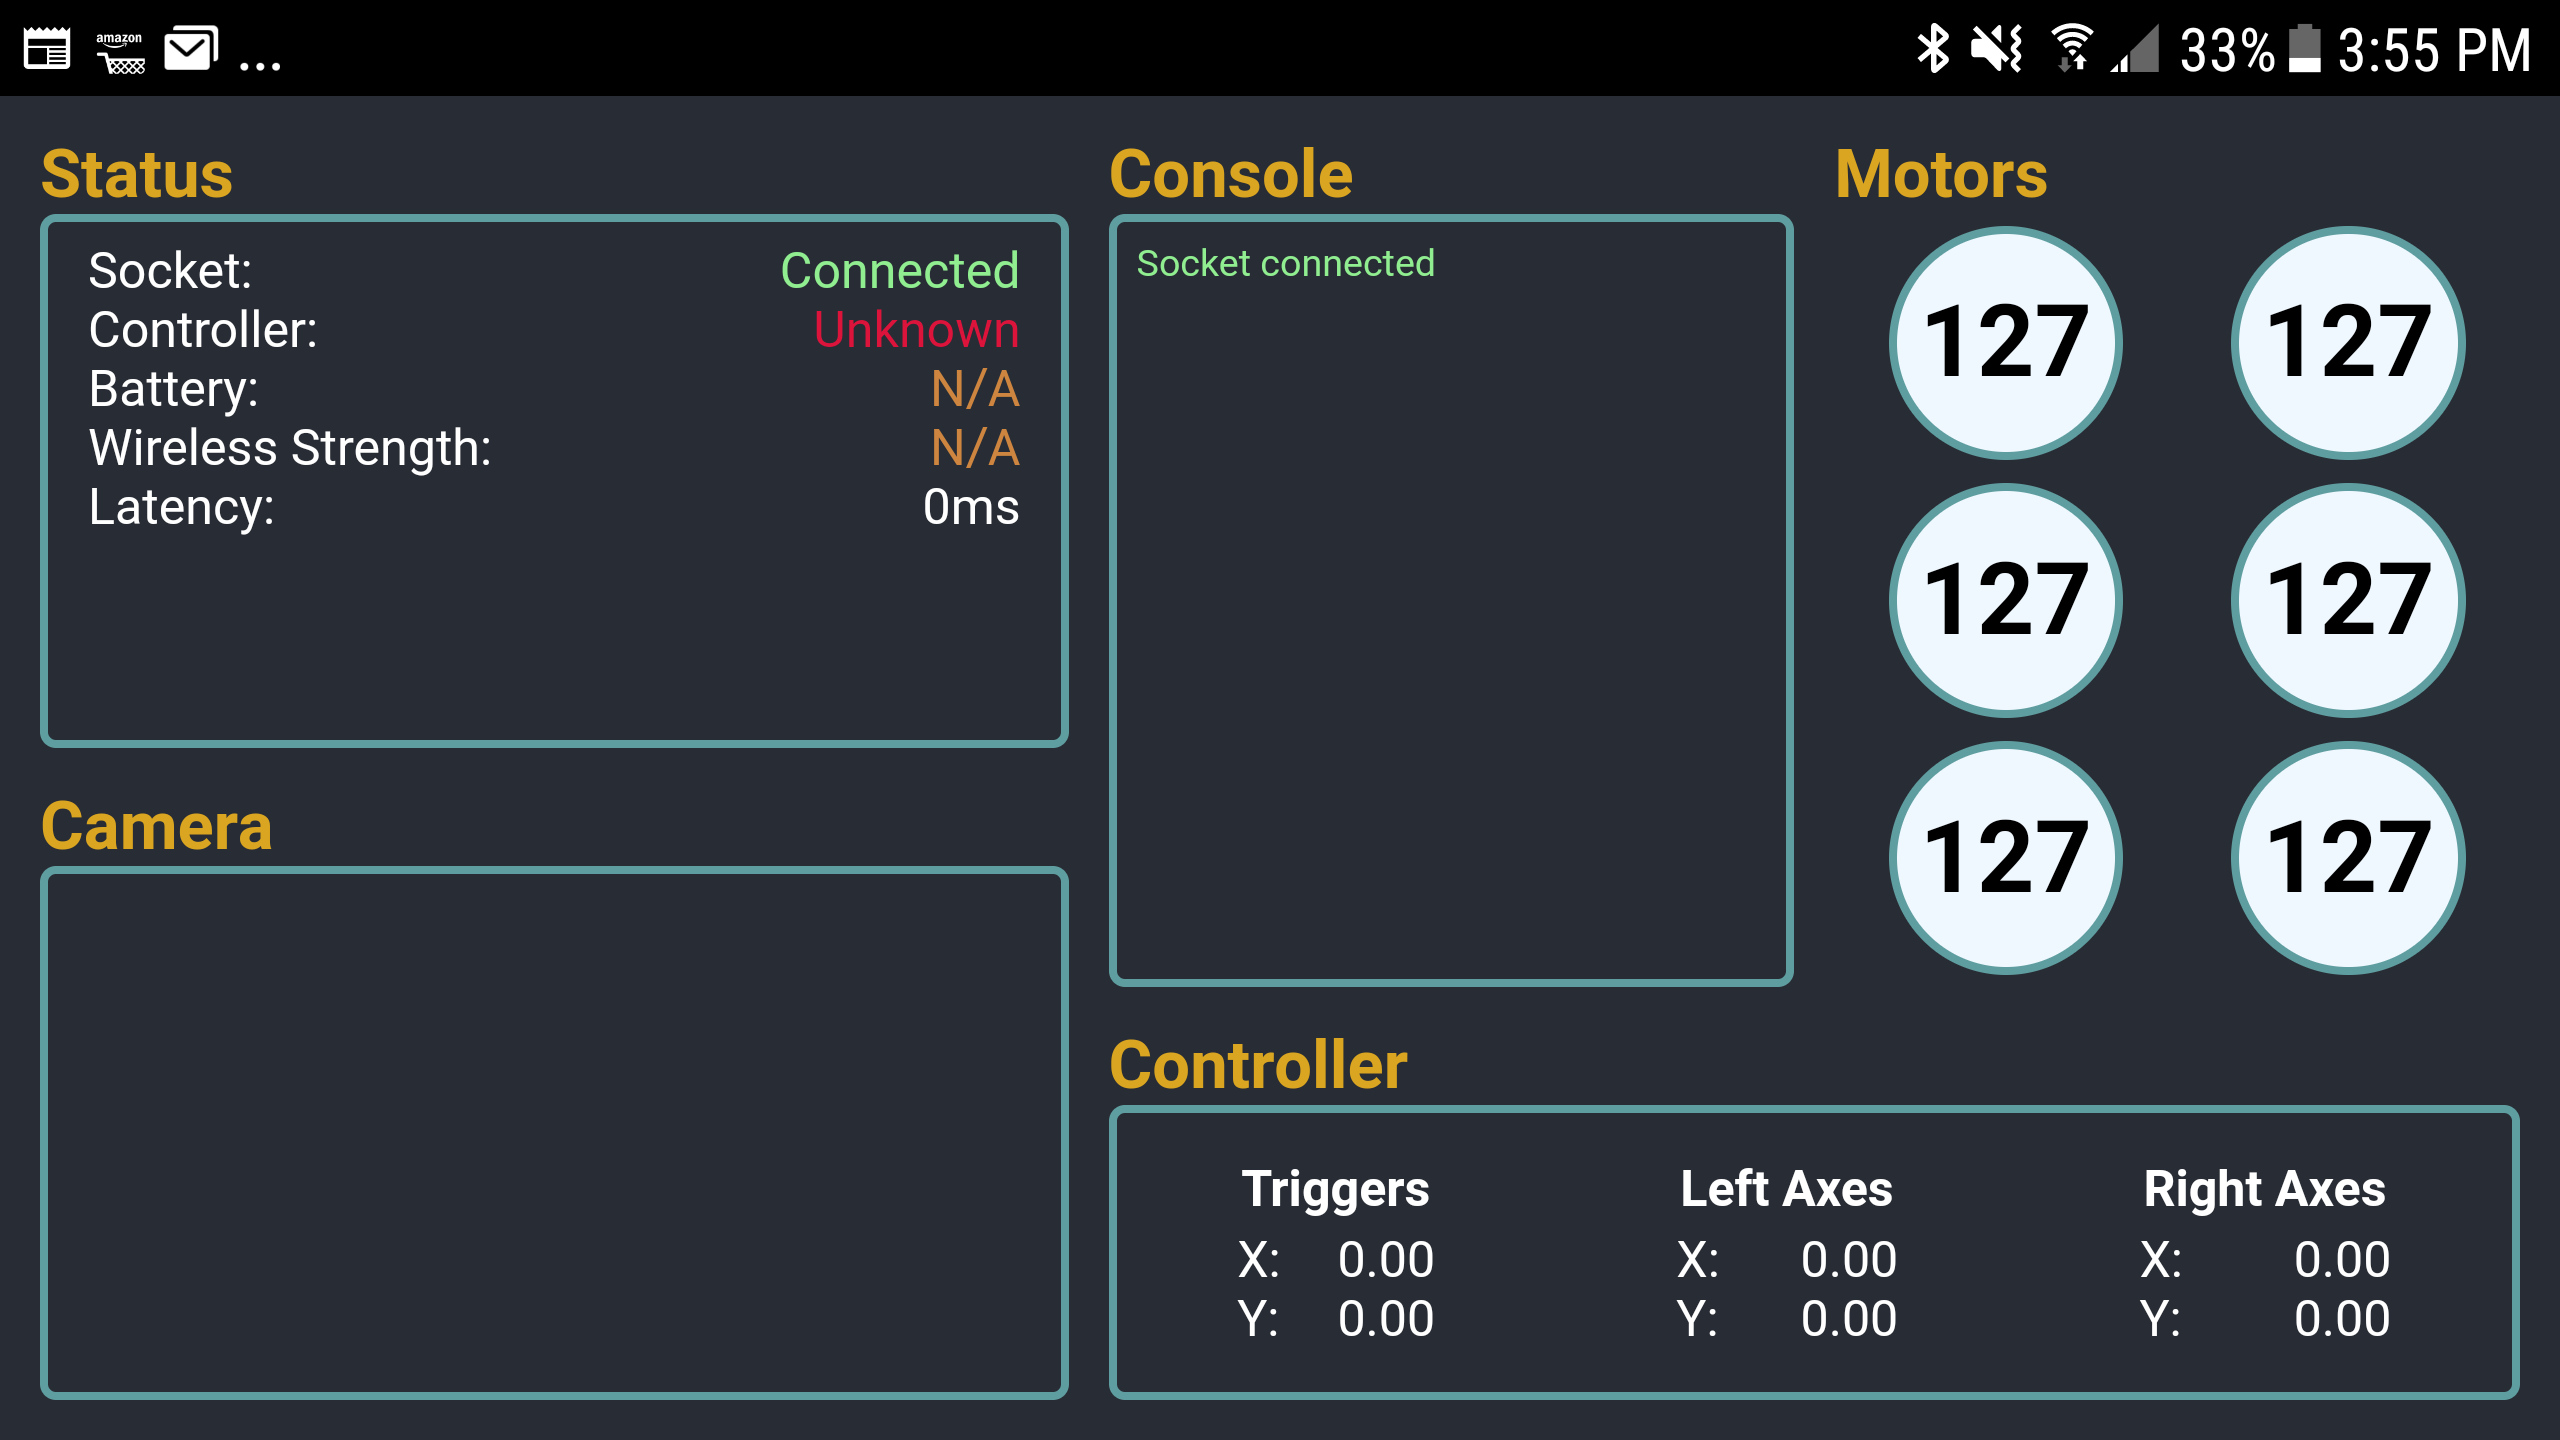 amazon
... 33% 3:55 PM
Status
Socket: Connected
Controller: Unknown
Battery: N/A
Wireless Strength: N/A
Latency: 0ms
Camera
Console
Socket connected
Motors
127 127
127 127
127 127
Controller
Triggers Left Axes Right Axes
X: 0.00 X: 0.00 X: 0.00
Y: 0.00 Y: 0.00 Y: 0.00